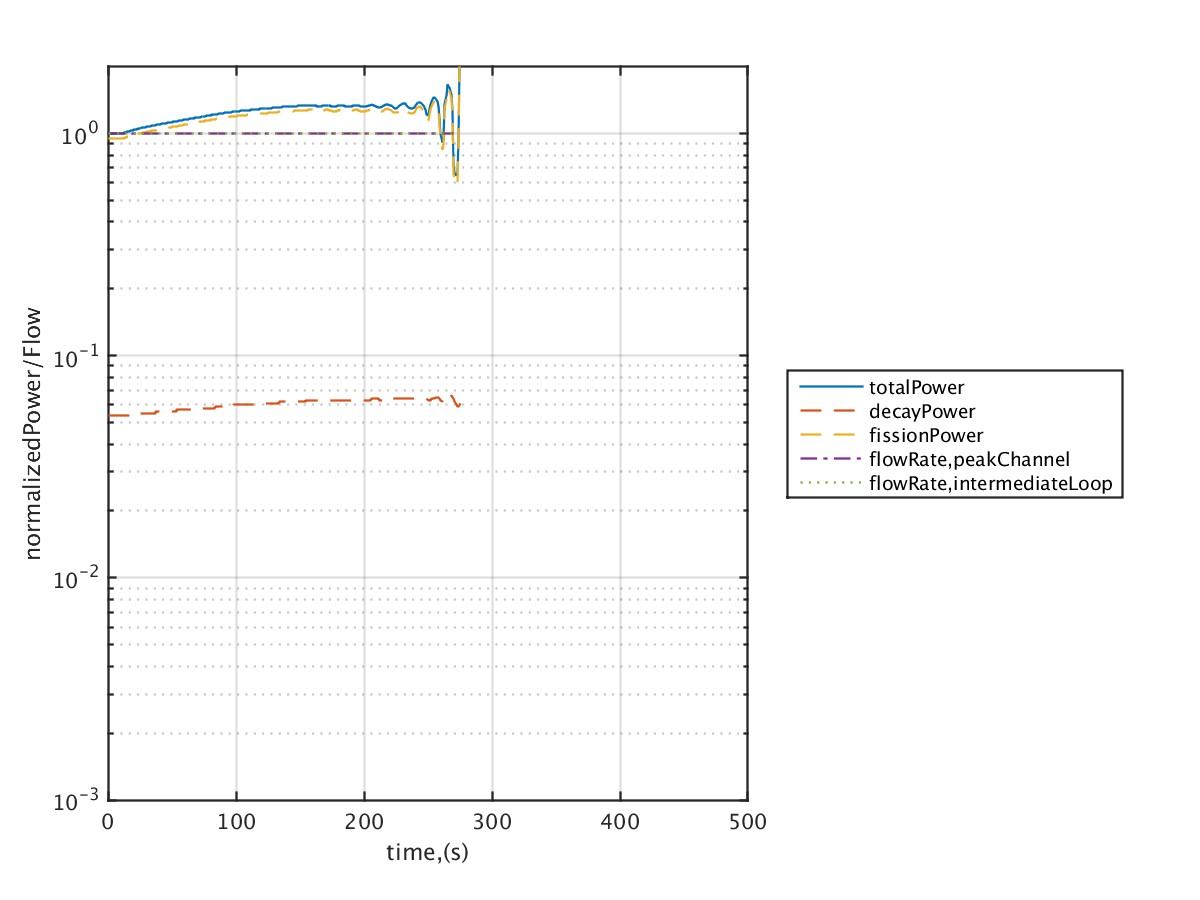 10^0
10^-1
10^-2
10^-3
normalizedPower/Flow
0 100 200 300 400 500
time,(s)
totalPower
decayPower
fissionPower
flowRate,peakChannel
flowRate,intermediateLoop